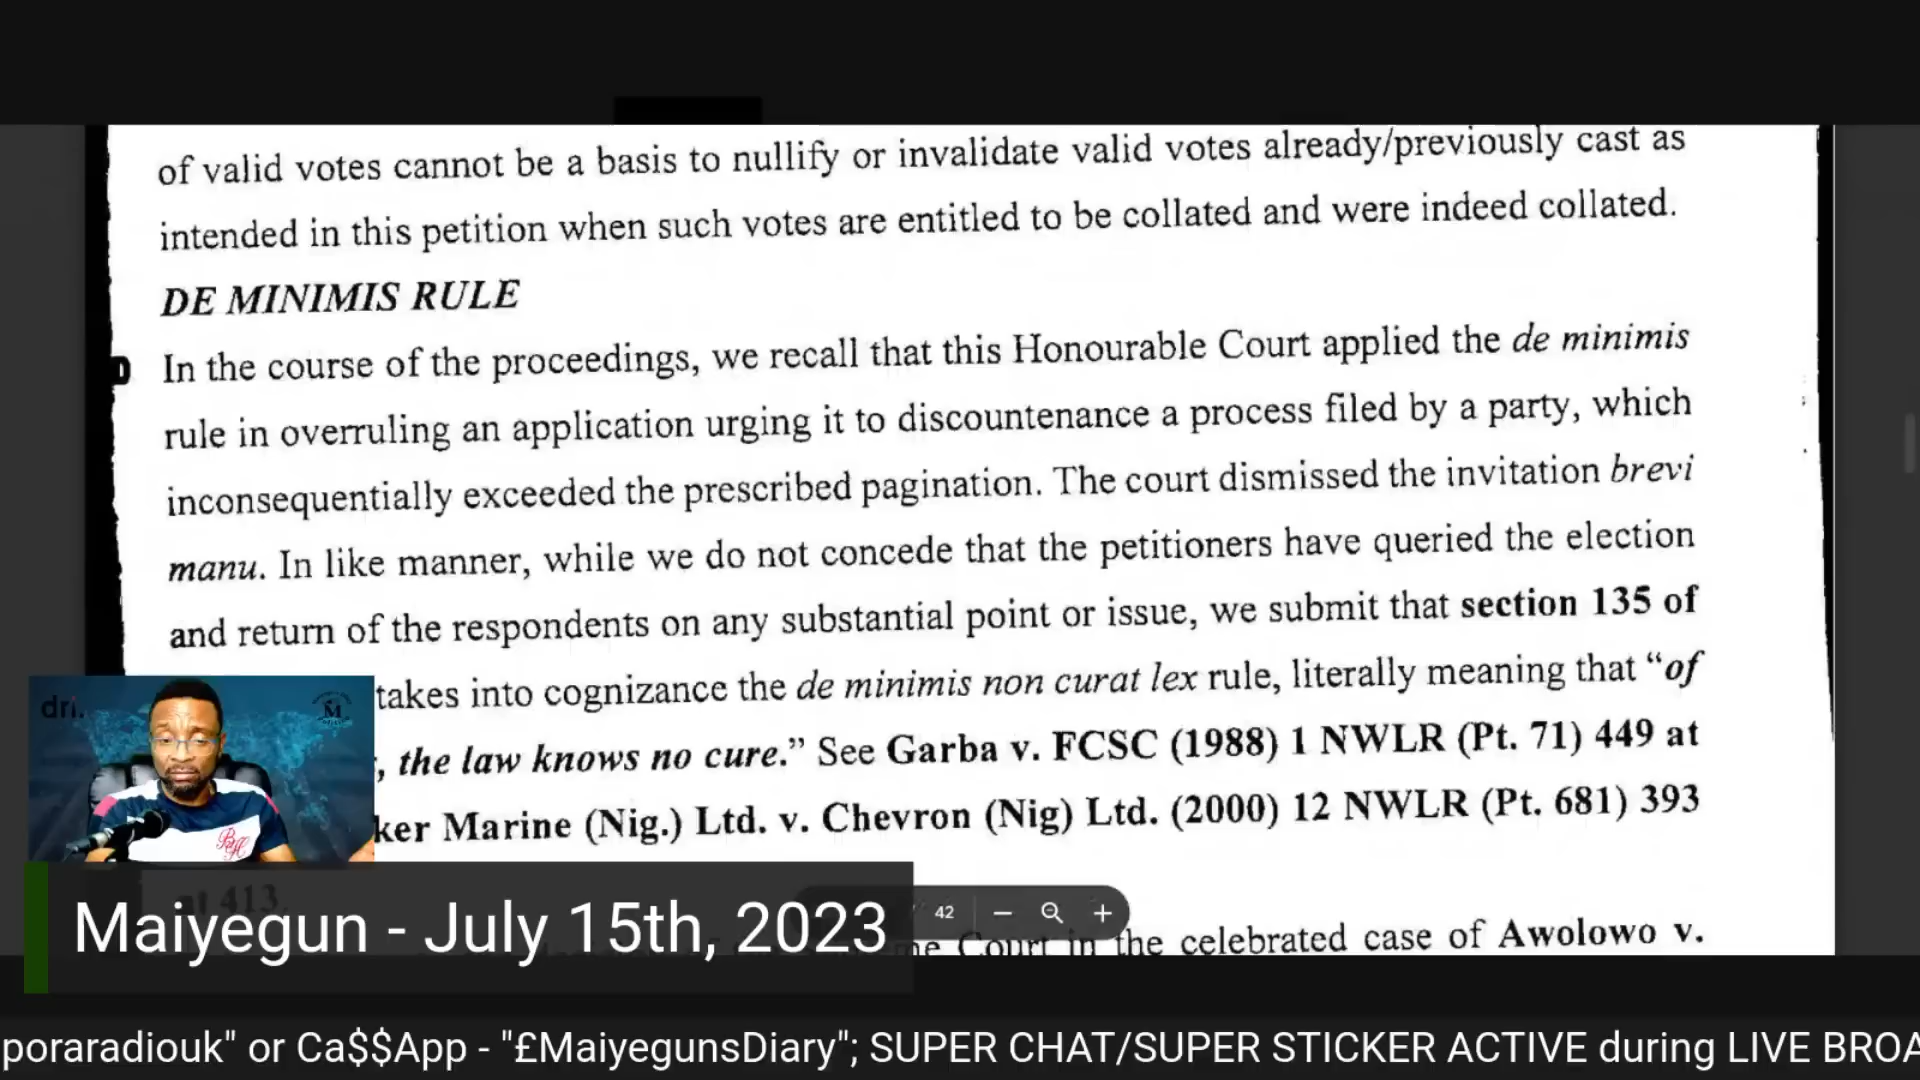 of valid votes cannot be a basis to nullify or invalidate valid votes already/previously cast as
intended in this petition when such votes are entitled to be collated and were indeed collated.
DE MINIMIS RULE
In the course of the proceedings, we recall that this Honourable Court applied the de minimis
rule in overruling an application urging it to discountenance a process filed by a party, which
inconsequentially exceeded the prescribed pagination. The court dismissed the invitation brevi
manu. In like manner, while we do not concede that the petitioners have queried the election
and return of the respondents on any substantial point or issue, we submit that section 135 of
takes into cognizance the de minimis non curat lex rule, literally meaning that “of
, the law knows no cure.” See Garba v. FCSC (1988) 1 NWLR (Pt. 71) 449 at
ker Marine (Nig.) Ltd. v. Chevron (Nig) Ltd. (2000) 12 NWLR (Pt. 681) 393
at 413.
Court in the celebrated case of Awolowo v.
42
dri.
M
Maiyegun - July 15th, 2023
poraradiouk" or Ca$$App - "£MaiyegunsDiary"; SUPER CHAT/SUPER STICKER ACTIVE during LIVE BROA